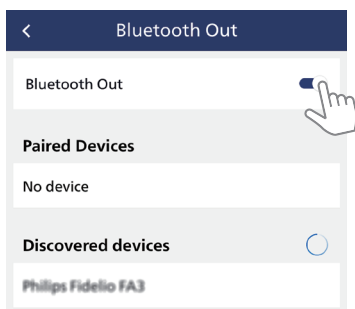 Bluetooth Out
Bluetooth Out
Paired Devices
No device
Discovered devices
Philips Fidelio FA3